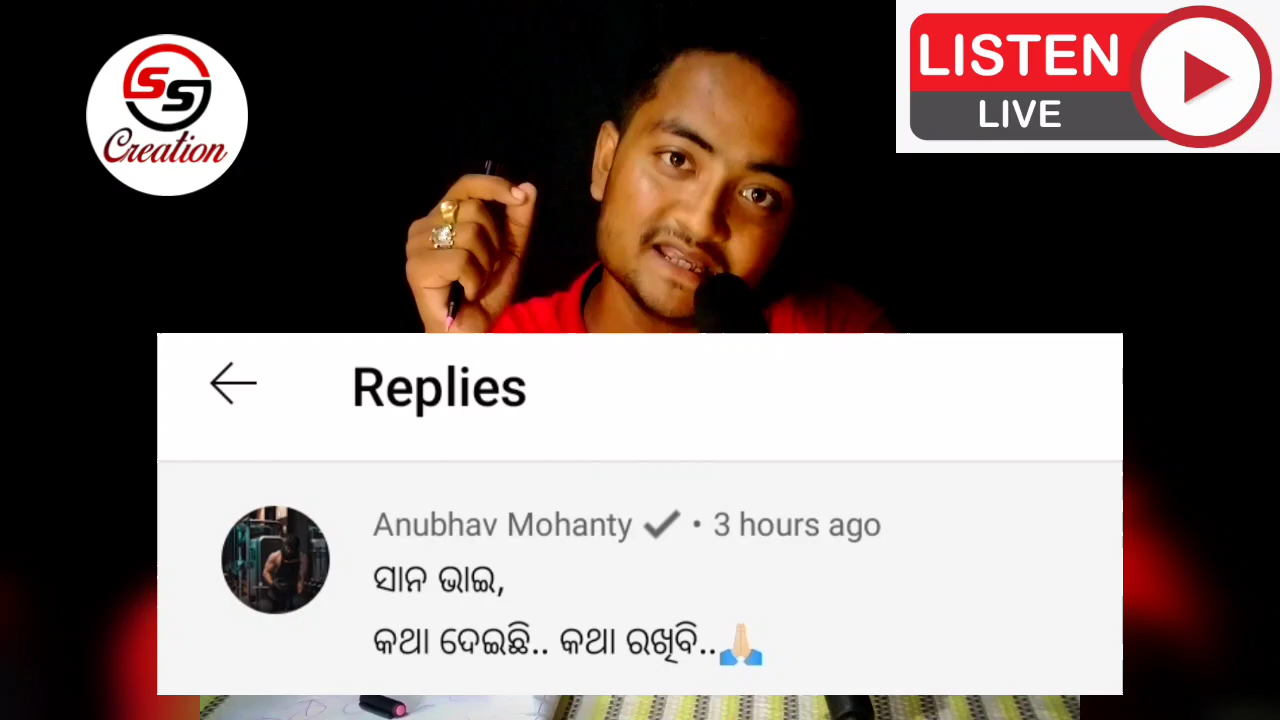 SS
Creation
LISTEN
LIVE
Replies
Anubhav Mohanty ✔ • 3 hours ago
ସାନ ଭାଇ,
କଥା ଦେଇଛି.. କଥା ରଖିବି..🙏🏻